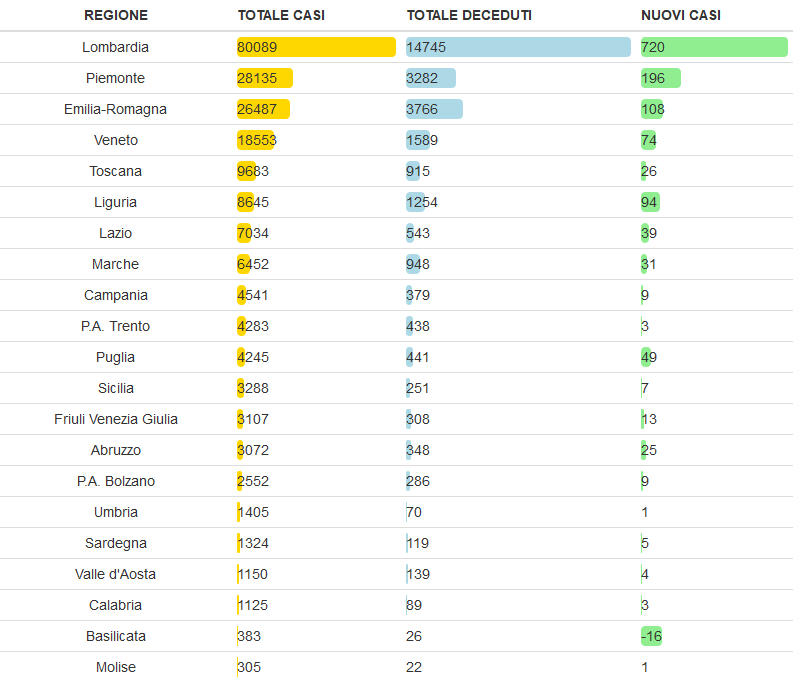 REGIONE TOTALE CASI TOTALE DECEDUTI NUOVI CASI
Lombardia 80089 14745 720
Piemonte 28135 3282 196
Emilia-Romagna 26487 3766 108
Veneto 18553 1589 74
Toscana 9683 915 26
Liguria 8645 1254 94
Lazio 7034 543 39
Marche 6452 948 31
Campania 4541 379 9
P.A. Trento 4283 438 3
Puglia 4245 441 49
Sicilia 3288 251 7
Friuli Venezia Giulia 3107 308 13
Abruzzo 3072 348 25
P.A. Bolzano 2552 286 9
Umbria 1405 70 1
Sardegna 1324 119 5
Valle d'Aosta 1150 139 4
Calabria 1125 89 3
Basilicata 383 26 -16
Molise 305 22 1